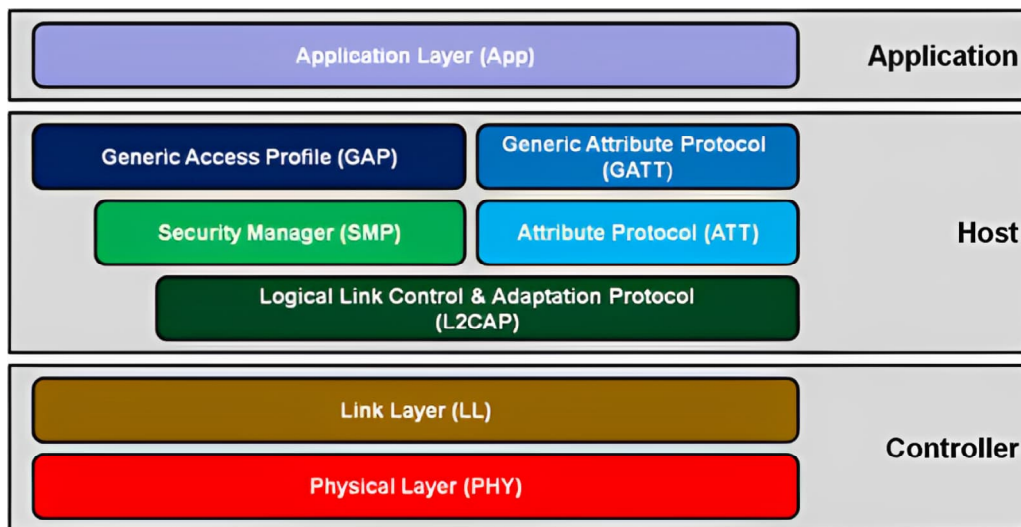 Application Layer (App)
Application
Generic Access Profile (GAP)
Generic Attribute Protocol
(GATT)
Security Manager (SMP)
Attribute Protocol (ATT)
Host
Logical Link Control & Adaptation Protocol
(L2CAP)
Link Layer (LL)
Controller
Physical Layer (PHY)